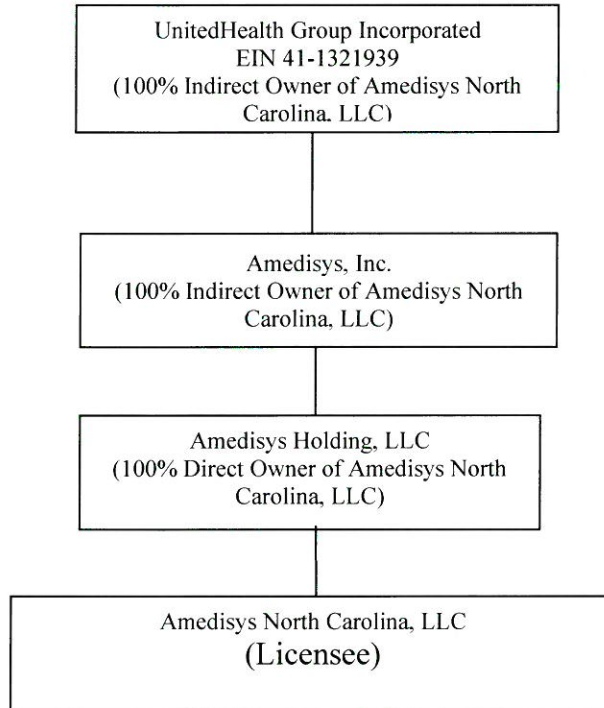 UnitedHealth Group Incorporated
EIN 41-1321939
(100% Indirect Owner of Amedisys North
Carolina, LLC)
Amedisys, Inc.
(100% Indirect Owner of Amedisys North
Carolina, LLC)
Amedisys Holding, LLC
(100% Direct Owner of Amedisys North
Carolina, LLC)
Amedisys North Carolina, LLC
(Licensee)